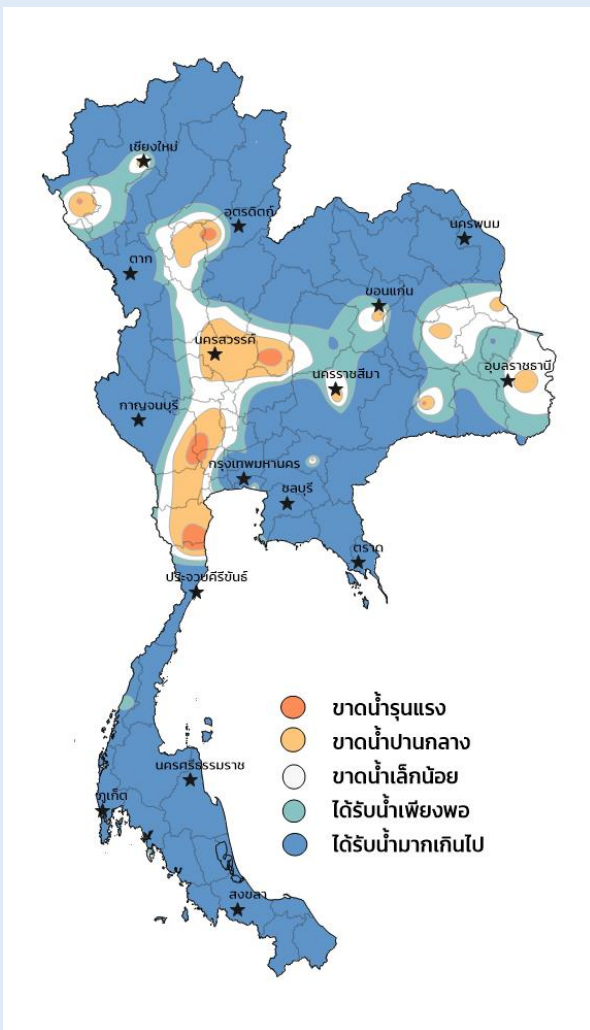 เชียงใหม่
อุตรดิตถ์
นครพนม
ตาก
ขอนแก่น
นครสวรรค์
อุบลราชธานี
นครราชสีมา
กาญจนบุรี
กรุงเทพมหานคร
ชลบุรี
ตราด
ประจวบคีรีขันธ์
ขาดน้ำรุนแรง
ขาดน้ำปานกลาง
นครศรีธรรมราช
ขาดน้ำเล็กน้อย
ภูเก็ต
ได้รับน้ำเพียงพอ
ได้รับน้ำมากเกินไป
สงขลา